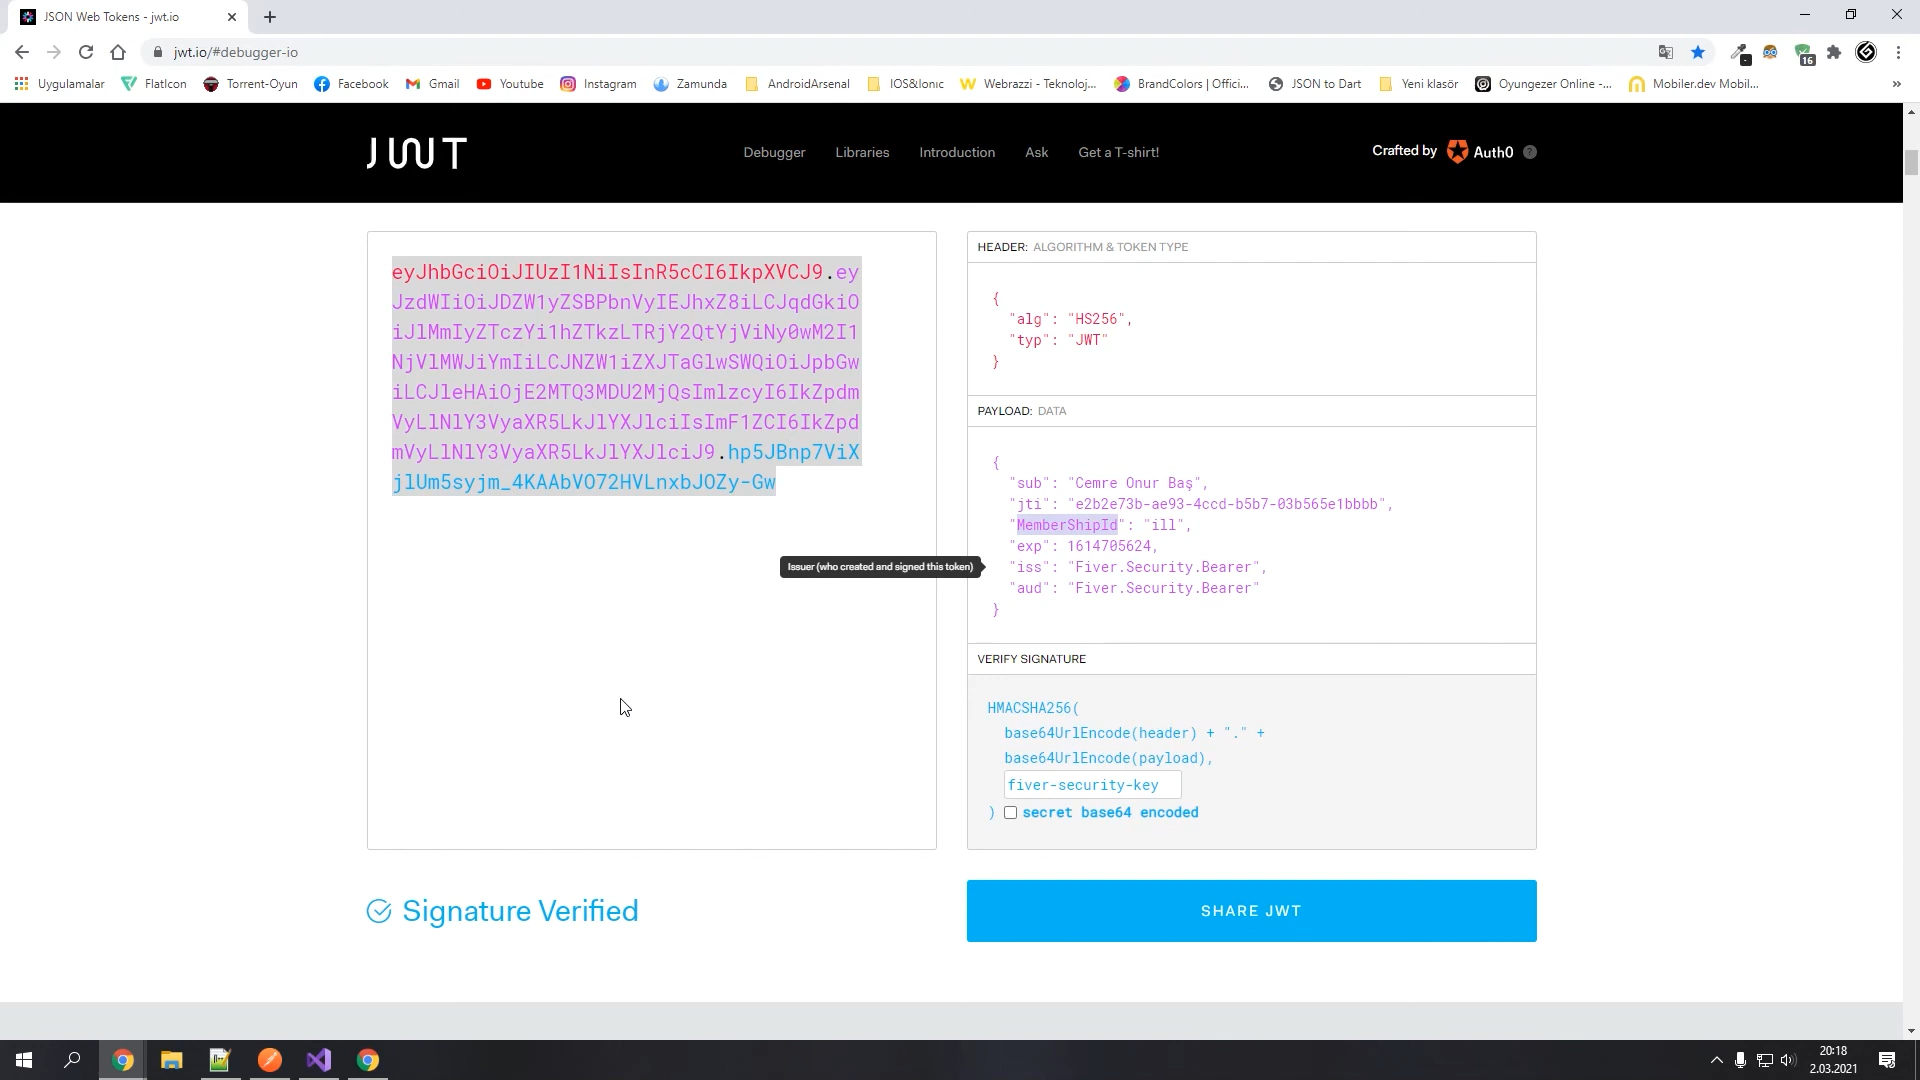 JSON Web Tokens - jwt.io
jwt.io/#debugger-io
16
Uygulamalar
FlatIcon
Torrent-Oyun
Facebook
Gmail
Youtube
Instagram
Zamunda
AndroidArsenal
IOS&Ionic
Webrazzi - Teknoloj...
BrandColors | Offici...
JSON to Dart
Yeni klasör
Oyungezer Online -...
Mobiler.dev Mobil...
»
JWT
Debugger
Libraries
Introduction
Ask
Get a T-shirt!
Crafted by
Auth0
?
eyJhbGciOiJIUzI1NiIsInR5cCI6IkpXVCJ9.ey
JzdWIiOiJDZW1yZSBPbnVyIEJhxZ8iLCJqdGkiO
iJlMmIyZTczYi1hZTkzLTRjY2QtYjViNy0wM2I1
NjVlMWJiYmIiLCJNZW1iZXJTaGlwSWQiOiJpbGw
iLCJleHAiOjE2MTQ3MDU2MjQsImlzcyI6IkZpdm
VyLlNlY3VyaXR5LkJlYXJlciIsImF1ZCI6IkZpd
mVyLlNlY3VyaXR5LkJlYXJlciJ9.hp5JBnp7ViX
jlUm5syjm_4KAAbVO72HVLnxbJOZy-Gw
HEADER: ALGORITHM & TOKEN TYPE
{
"alg": "HS256",
"typ": "JWT"
}
PAYLOAD: DATA
{
"sub": "Cemre Onur Baş",
"jti": "e2b2e73b-ae93-4ccd-b5b7-03b565e1bbbb",
"MemberShipId": "ill",
"exp": 1614705624,
Issuer (who created and signed this token)
"iss": "Fiver.Security.Bearer",
"aud": "Fiver.Security.Bearer"
}
VERIFY SIGNATURE
HMACSHA256(
base64UrlEncode(header) + "." +
base64UrlEncode(payload),
fiver-security-key
) secret base64 encoded
Signature Verified
SHARE JWT
20:18
2.03.2021